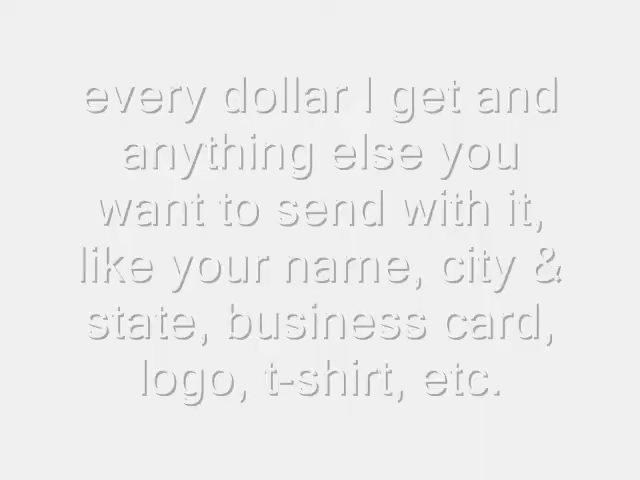 every dollar I get and
anything else you
want to send with it,
like your name, city &
state, business card,
logo, t-shirt, etc.